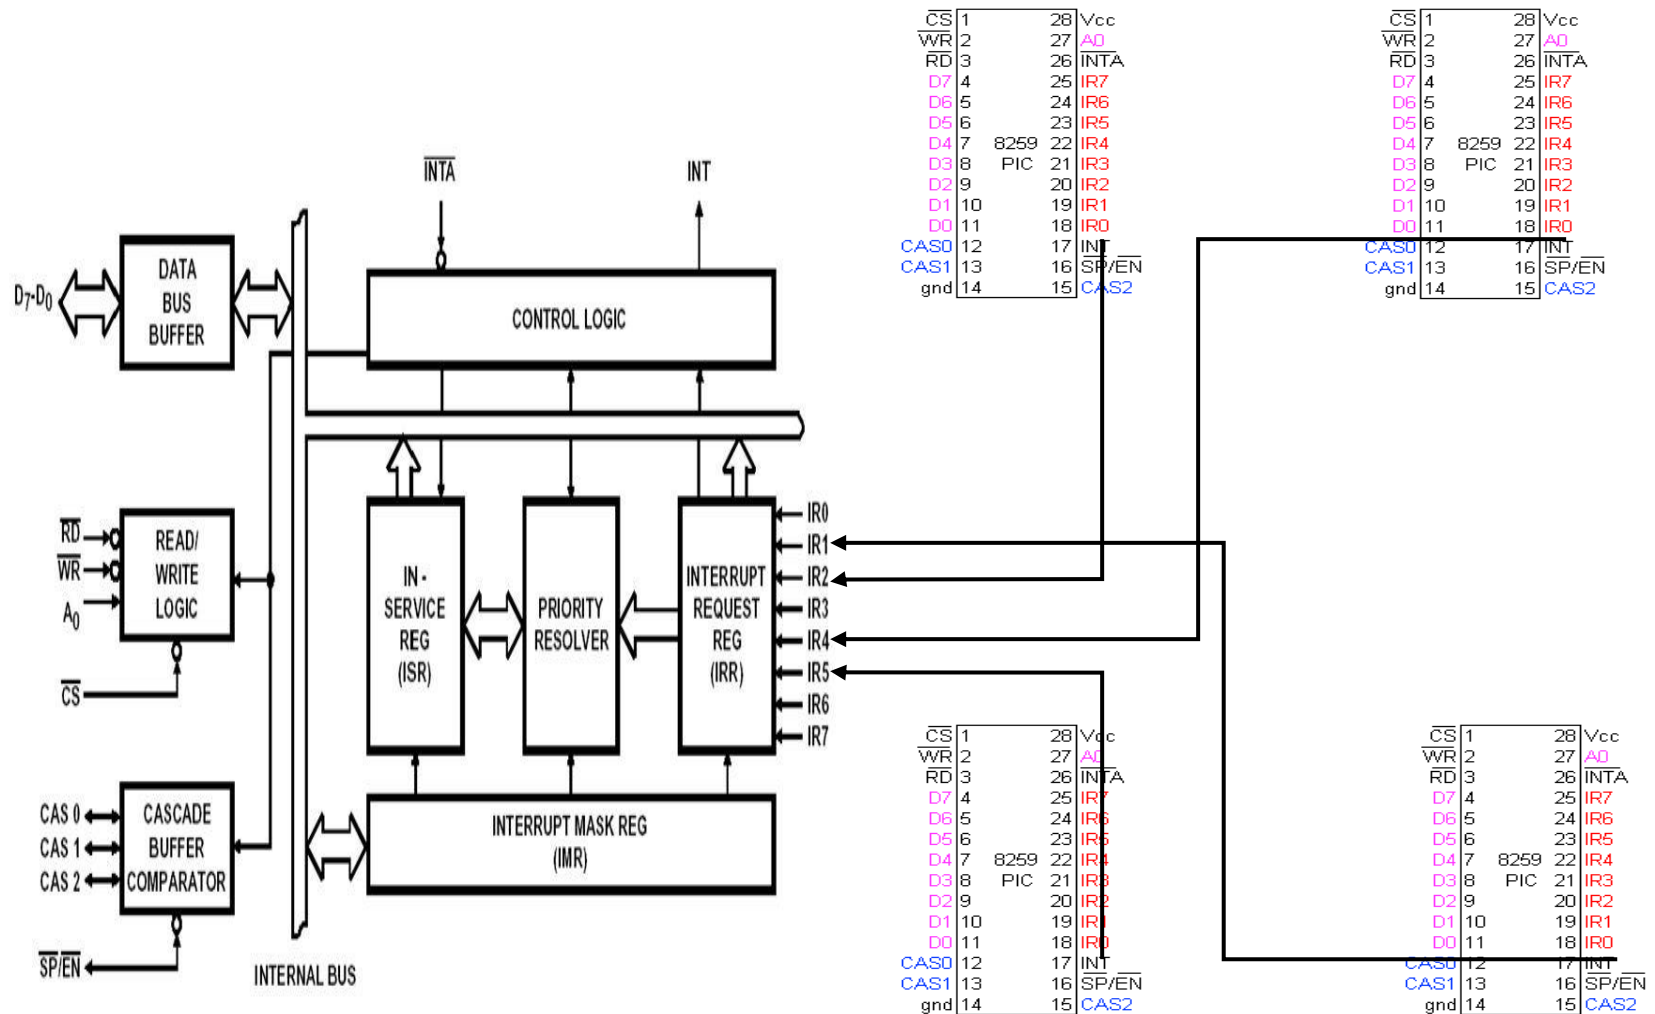 INTA
INT
DATA
BUS
BUFFER
D7-D0
CONTROL LOGIC
RD
WR
A0
CS
READ/
WRITE
LOGIC
IN -
SERVICE
REG
(ISR)
PRIORITY
RESOLVER
INTERRUPT
REQUEST
REG
(IRR)
IR0
IR1
IR2
IR3
IR4
IR5
IR6
IR7
CAS 0
CAS 1
CAS 2
CASCADE
BUFFER
COMPARATOR
SP/EN
INTERRUPT MASK REG
(IMR)
INTERNAL BUS
CS 1 28 Vcc
WR 2 27 A0
RD 3 26 INTA
D7 4 25 IR7
D6 5 24 IR6
D5 6 23 IR5
D4 7 8259 22 IR4
D3 8 PIC 21 IR3
D2 9 20 IR2
D1 10 19 IR1
D0 11 18 IR0
CAS0 12 17 INT
CAS1 13 16 SP/EN
gnd 14 15 CAS2
CS 1 28 Vcc
WR 2 27 A0
RD 3 26 INTA
D7 4 25 IR7
D6 5 24 IR6
D5 6 23 IR5
D4 7 8259 22 IR4
D3 8 PIC 21 IR3
D2 9 20 IR2
D1 10 19 IR1
D0 11 18 IR0
CAS0 12 17 INT
CAS1 13 16 SP/EN
gnd 14 15 CAS2
CS 1 28 Vcc
WR 2 27 A0
RD 3 26 INTA
D7 4 25 IR7
D6 5 24 IR6
D5 6 23 IR5
D4 7 8259 22 IR4
D3 8 PIC 21 IR3
D2 9 20 IR2
D1 10 19 IR1
D0 11 18 IR0
CAS0 12 17 INT
CAS1 13 16 SP/EN
gnd 14 15 CAS2
CS 1 28 Vcc
WR 2 27 A0
RD 3 26 INTA
D7 4 25 IR7
D6 5 24 IR6
D5 6 23 IR5
D4 7 8259 22 IR4
D3 8 PIC 21 IR3
D2 9 20 IR2
D1 10 19 IR1
D0 11 18 IR0
CAS0 12 17 INT
CAS1 13 16 SP/EN
gnd 14 15 CAS2